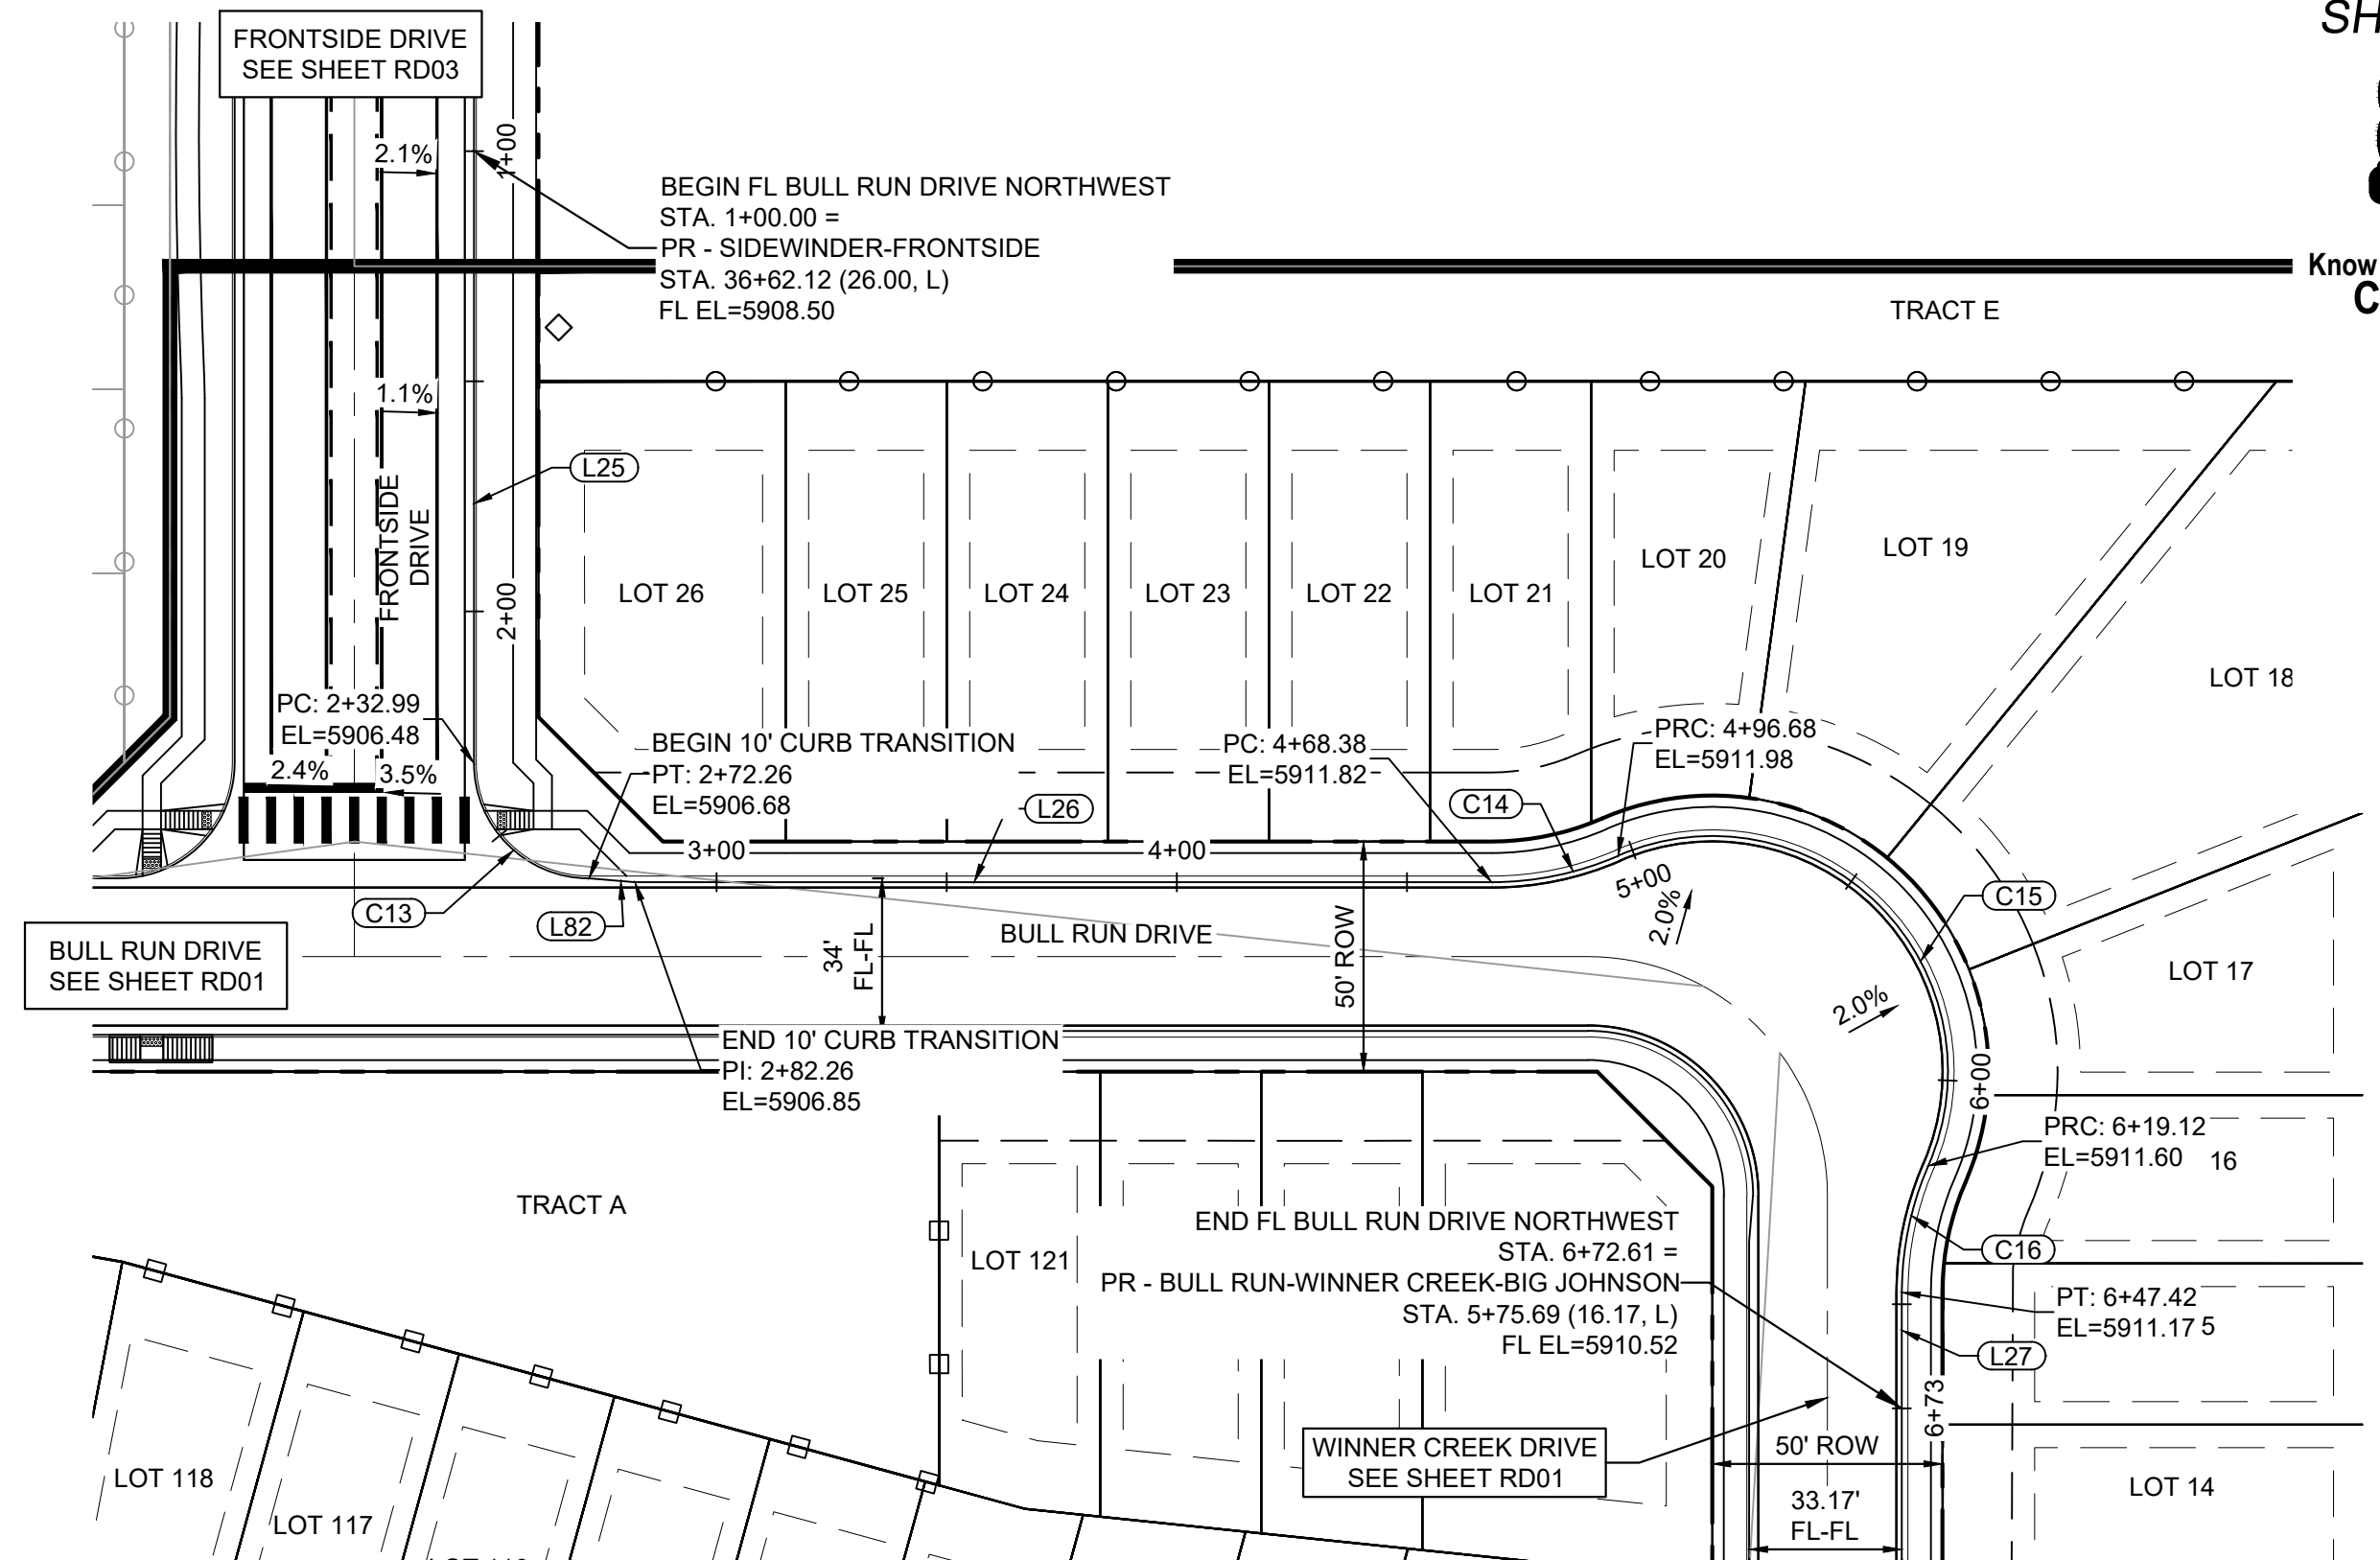 SH
FRONTSIDE DRIVE
SEE SHEET RD03
2.1%
1+00
BEGIN FL BULL RUN DRIVE NORTHWEST
STA. 1+00.00 =
PR - SIDEWINDER-FRONTSIDE
STA. 36+62.12 (26.00, L)
FL EL=5908.50
Know
C
TRACT E
1.1%
L25
FRONTSIDE
DRIVE
2+00
LOT 26
LOT 25
LOT 24
LOT 23
LOT 22
LOT 21
LOT 20
LOT 19
LOT 18
PC: 2+32.99
EL=5906.48
2.4%
3.5%
BEGIN 10' CURB TRANSITION
PT: 2+72.26
EL=5906.68
L26
PC: 4+68.38
EL=5911.82
C14
PRC: 4+96.68
EL=5911.98
3+00
4+00
5+00
2.0%
C15
C13
L82
BULL RUN DRIVE
SEE SHEET RD01
34'
FL-FL
BULL RUN DRIVE
50' ROW
2.0%
LOT 17
END 10' CURB TRANSITION
PI: 2+82.26
EL=5906.85
6+00
PRC: 6+19.12
EL=5911.60
16
TRACT A
LOT 121
END FL BULL RUN DRIVE NORTHWEST
STA. 6+72.61 =
PR - BULL RUN-WINNER CREEK-BIG JOHNSON
STA. 5+75.69 (16.17, L)
FL EL=5910.52
C16
PT: 6+47.42
EL=5911.17
5
L27
6+73
WINNER CREEK DRIVE
SEE SHEET RD01
50' ROW
33.17'
FL-FL
LOT 14
LOT 118
LOT 117